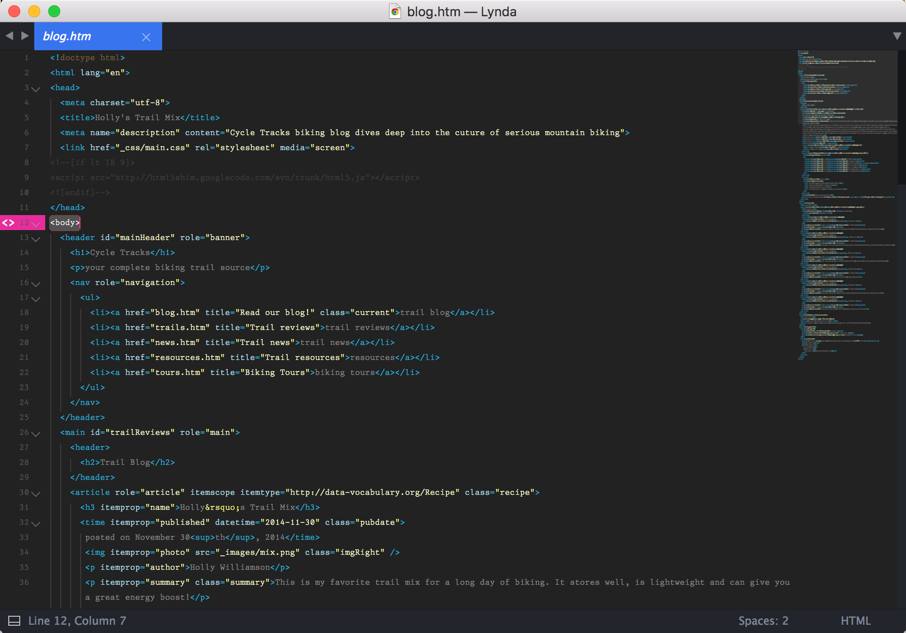 blog.htm — Lynda
blog.htm
1 <!doctype html>
2 <html lang="en">
3 <head>
4 <meta charset="utf-8">
5 <title>Holly's Trail Mix</title>
6 <meta name="description" content="Cycle Tracks biking blog dives deep into the cuture of serious mountain biking">
7 <link href="_css/main.css" rel="stylesheet" media="screen">
8 <!--[if lt IE 9]>
9 <script src="http://html5shim.googlecode.com/svn/trunk/html5.js"></script>
10 <![endif]-->
11 </head>
12 <body>
13 <header id="mainHeader" role="banner">
14 <h1>Cycle Tracks</h1>
15 <p>your complete biking trail source</p>
16 <nav role="navigation">
17 <ul>
18 <li><a href="blog.htm" title="Read our blog!" class="current">trail blog</a></li>
19 <li><a href="trails.htm" title="Trail reviews">trail reviews</a></li>
20 <li><a href="news.htm" title="Trail news">trail news</a></li>
21 <li><a href="resources.htm" title="Trail resources">resources</a></li>
22 <li><a href="tours.htm" title="Biking Tours">biking tours</a></li>
23 </ul>
24 </nav>
25 </header>
26 <main id="trailReviews" role="main">
27 <header>
28 <h2>Trail Blog</h2>
29 </header>
30 <article role="article" itemscope itemtype="http://data-vocabulary.org/Recipe" class="recipe">
31 <h3 itemprop="name">Holly&rsquo;s Trail Mix</h3>
32 <time itemprop="published" datetime="2014-11-30" class="pubdate">
33 posted on November 30<sup>th</sup>, 2014</time>
34 <img itemprop="photo" src="_images/mix.png" class="imgRight" />
35 <p itemprop="author">Holly Williamson</p>
36 <p itemprop="summary" class="summary">This is my favorite trail mix for a long day of biking. It stores well, is lightweight and can give you
a great energy boost!</p>
Line 12, Column 7
Spaces: 2
HTML